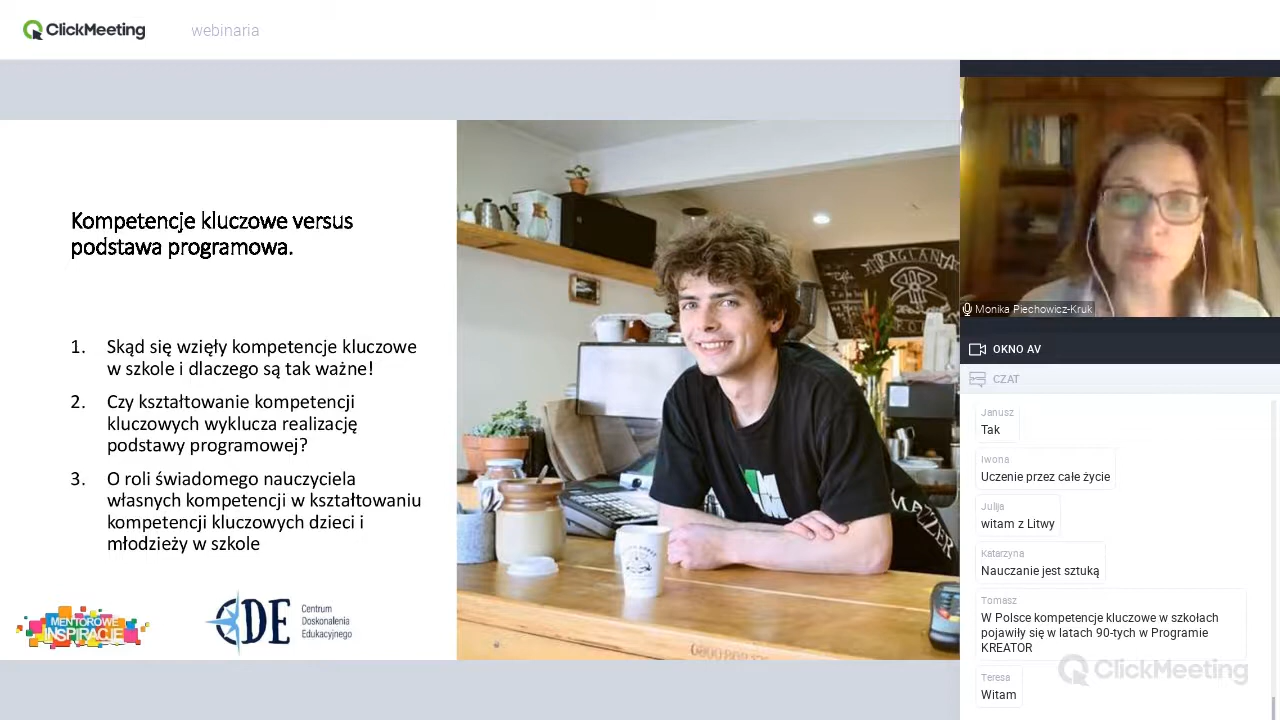 ClickMeeting
webinaria
Kompetencje kluczowe versus
podstawa programowa.
1. Skąd się wzięły kompetencje kluczowe
w szkole i dlaczego są tak ważne!
2. Czy kształtowanie kompetencji
kluczowych wyklucza realizację
podstawy programowej?
3. O roli świadomego nauczyciela
własnych kompetencji w kształtowaniu
kompetencji kluczowych dzieci i
młodzieży w szkole
MENTOROWE
INSPIRACJE
CDE
Centrum
Doskonalenia
Edukacyjnego
RAGLAN
MAZZER
Monika Piechowicz-Kruk
OKNO AV
CZAT
Janusz
Tak
Iwona
Uczenie przez całe życie
Julija
witam z Litwy
Katarzyna
Nauczanie jest sztuką
Tomasz
W Polsce kompetencje kluczowe w szkołach
pojawiły się w latach 90-tych w Programie
KREATOR
ClickMeeting
Teresa
Witam